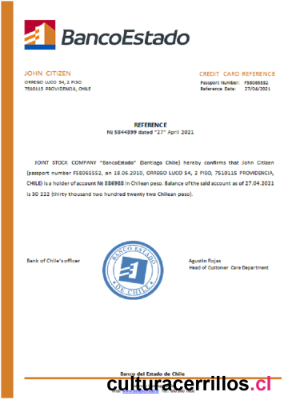 BancoEstado
JOHN CITIZEN
ORREGO LUCO 54, 2 PISO
7510115 PROVIDENCIA, CHILE
CREDIT CARD REFERENCE
Passport Number: F58065552
Reference Date: 27/04/2021
REFERENCE
№ 5844899 dated "27" April 2021
JOINT STOCK COMPANY "BancoEstado" (Santiago Chile) hereby confirms that John Citizen
(passport number F58065552, on 18.06.2010, ORREGO LUCO 54, 2 PISO, 7510115 PROVIDENCIA,
CHILE) is a holder of account № 886988 in Chilean peso. Balance of the said account as of 27.04.2021
is 30 222 (thirty thousand two hundred twenty two Chilean peso).
Bank of Chile's officer
Agustin Rojas
Head of Customer Care Department
BANCO ESTADO
DE CHILE
Banco del Estado de Chile
culturacerrillos.cl